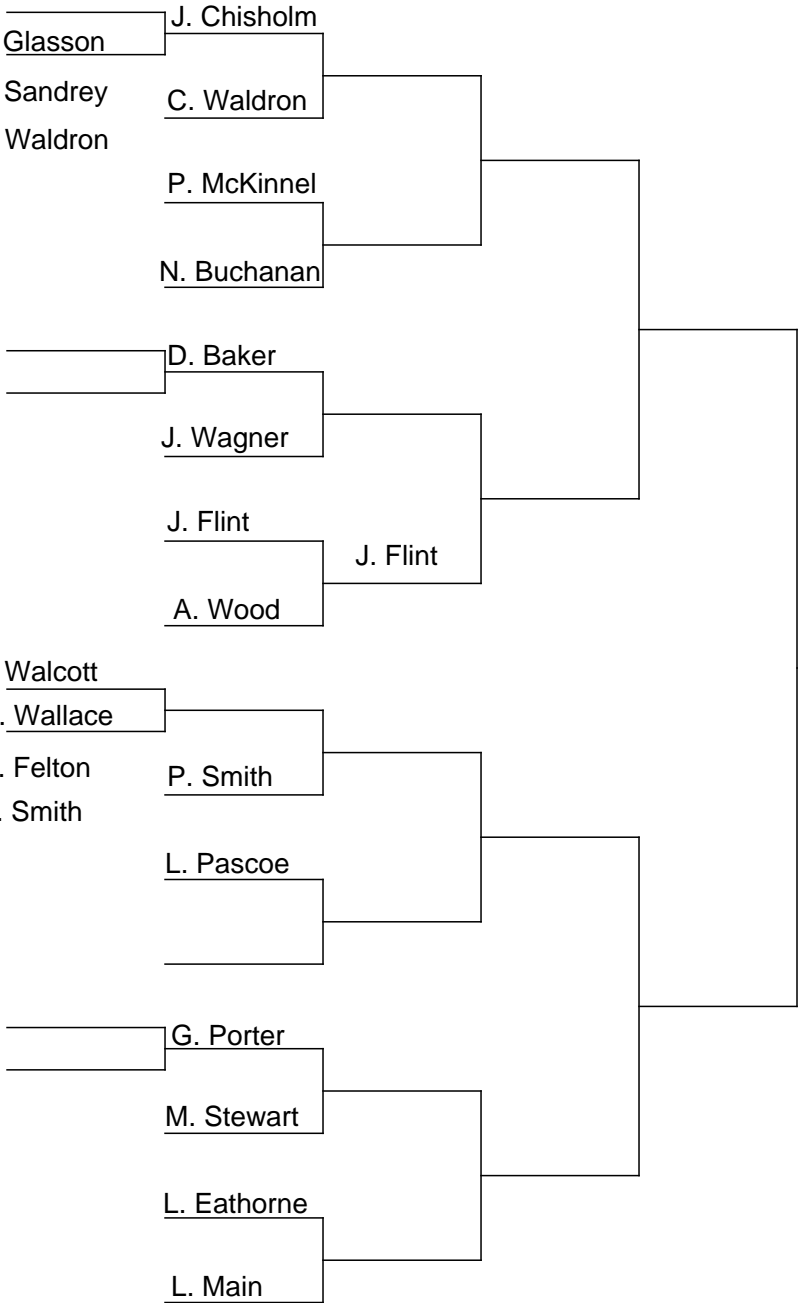 J. Chisholm
Glasson
Sandrey
C. Waldron
Waldron
P. McKinnel
N. Buchanan
D. Baker
J. Wagner
J. Flint
J. Flint
A. Wood
Walcott
. Wallace
. Felton
P. Smith
. Smith
L. Pascoe
G. Porter
M. Stewart
L. Eathorne
L. Main